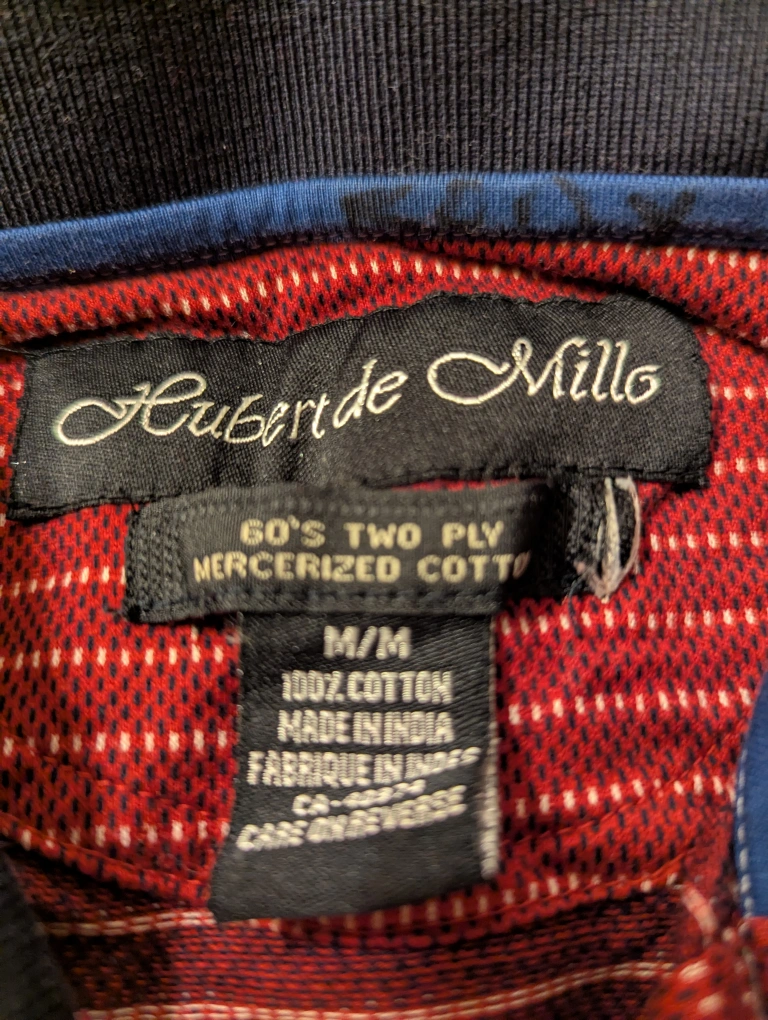 Hubert de Millo
60'S TWO PLY
MERCERIZED COTTO
M/M
100% COTTON
MADE IN INDIA
FABRIQUE IN INDES
CARE ON REVERSE